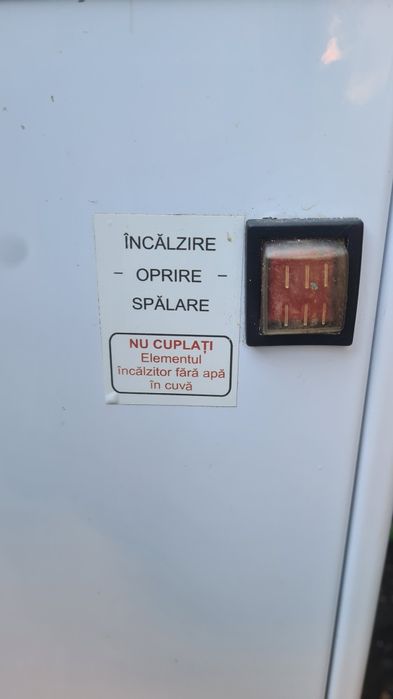 ÎNCĂLZIRE
- OPRIRE -
SPĂLARE
NU CUPLAȚI
Elementul
încălzitor fără apă
în cuvă